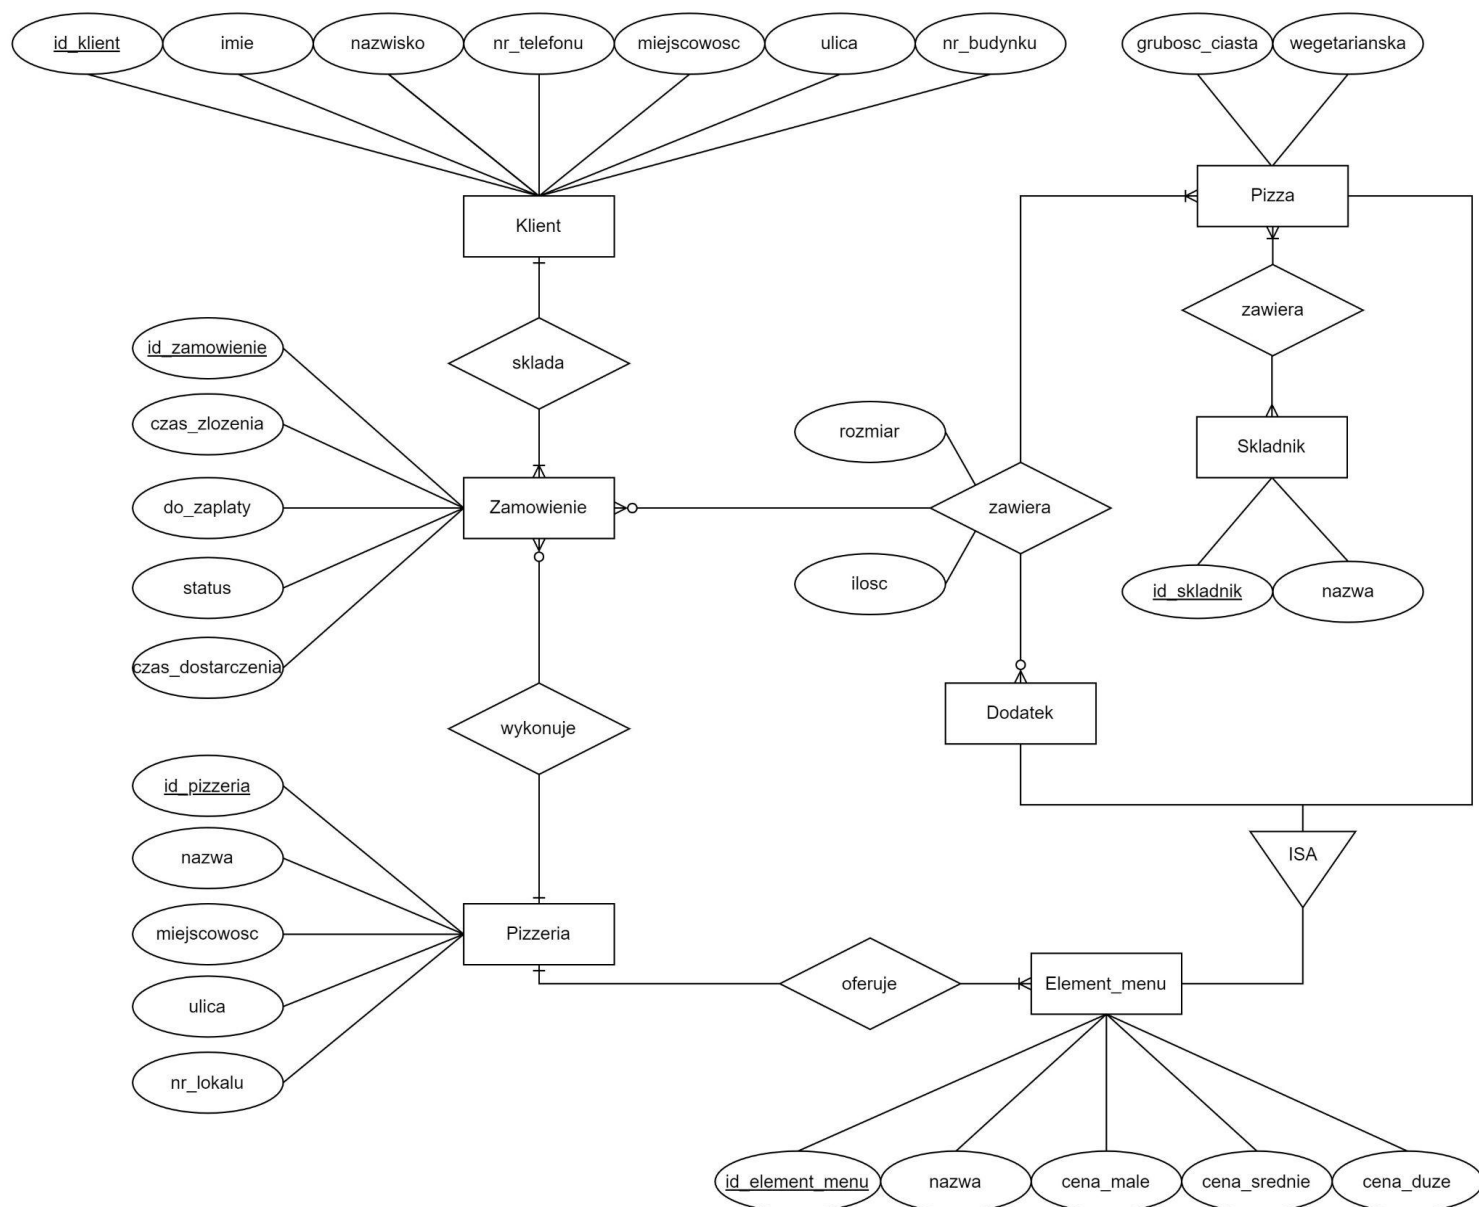 id_klient
imie
nazwisko
nr_telefonu
miejscowosc
ulica
nr_budynku
grubosc_ciasta
wegetarianska
Pizza
Klient
zawiera
id_zamowienie
sklada
czas_zlozenia
rozmiar
Skladnik
do_zaplaty
Zamowienie
zawiera
status
ilosc
id_skladnik
nazwa
czas_dostarczenia
Dodatek
wykonuje
id_pizzeria
nazwa
ISA
miejscowosc
Pizzeria
oferuje
Element_menu
ulica
nr_lokalu
id_element_menu
nazwa
cena_male
cena_srednie
cena_duze